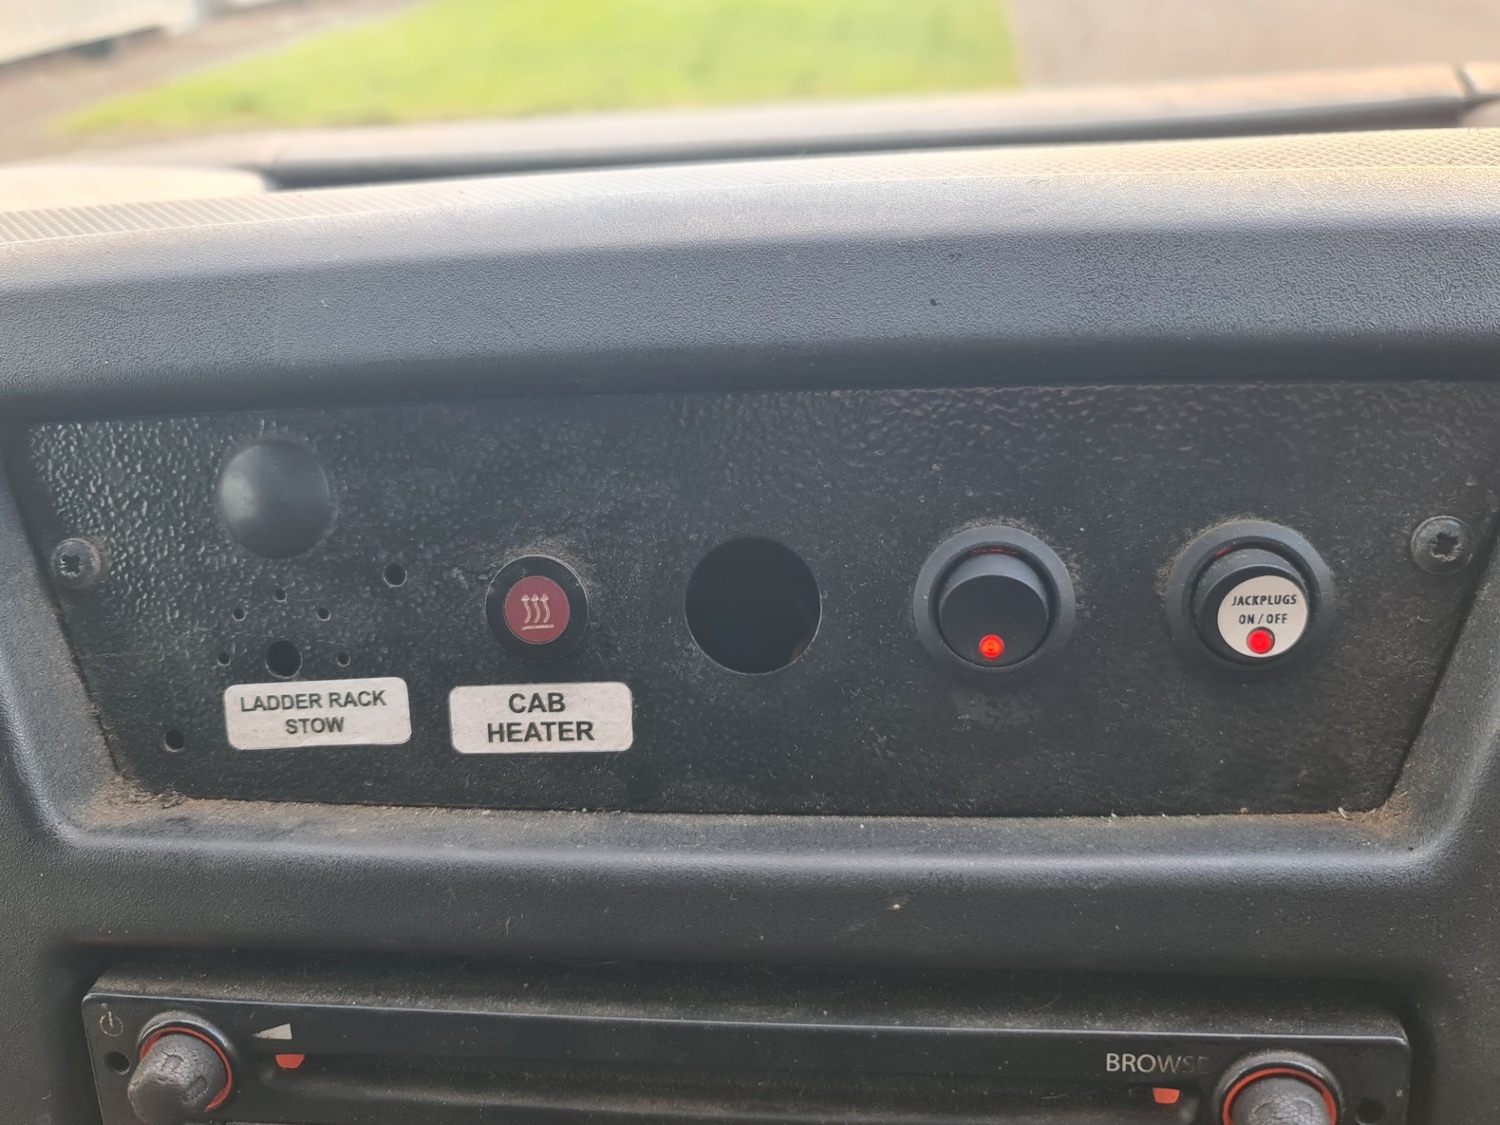 LADDER RACK
STOW
CAB
HEATER
JACKPLUGS
ON / OFF
BROWSE